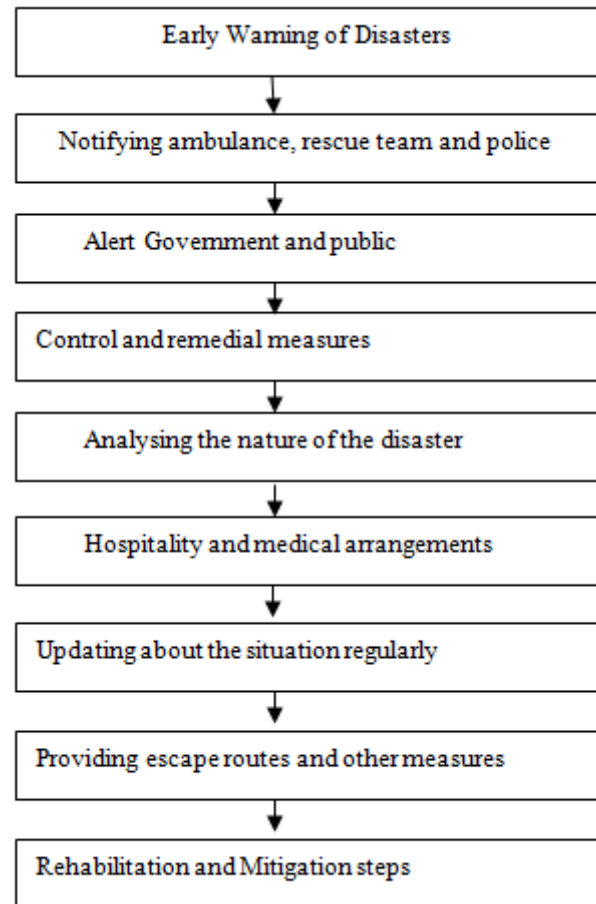 Early Warning of Disasters
Notifying ambulance, rescue team and police
Alert Government and public
Control and remedial measures
Analysing the nature of the disaster
Hospitality and medical arrangements
Updating about the situation regularly
Providing escape routes and other measures
Rehabilitation and Mitigation steps